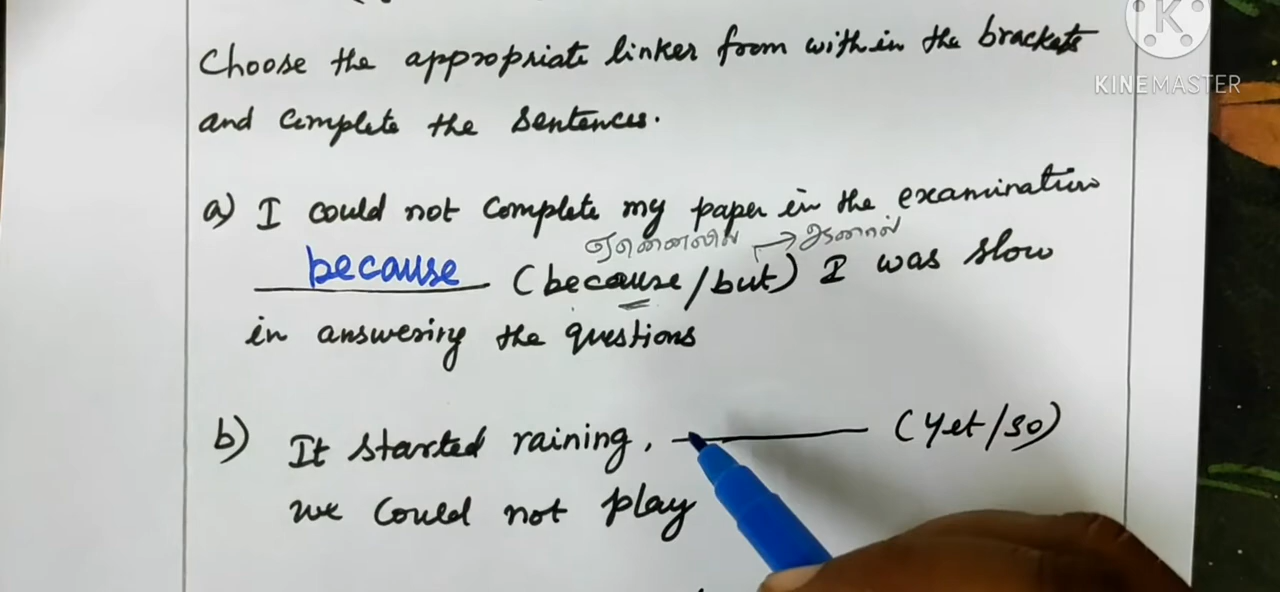 Choose the appropriate linker from within the brackets
K
KINEMASTER
and complete the sentences.
a) I could not complete my paper in the examination
ஏனெனில் → ஆனால்
because (because/but) I was slow
in answering the questions
b) It started raining, (Yet/so)
we could not play